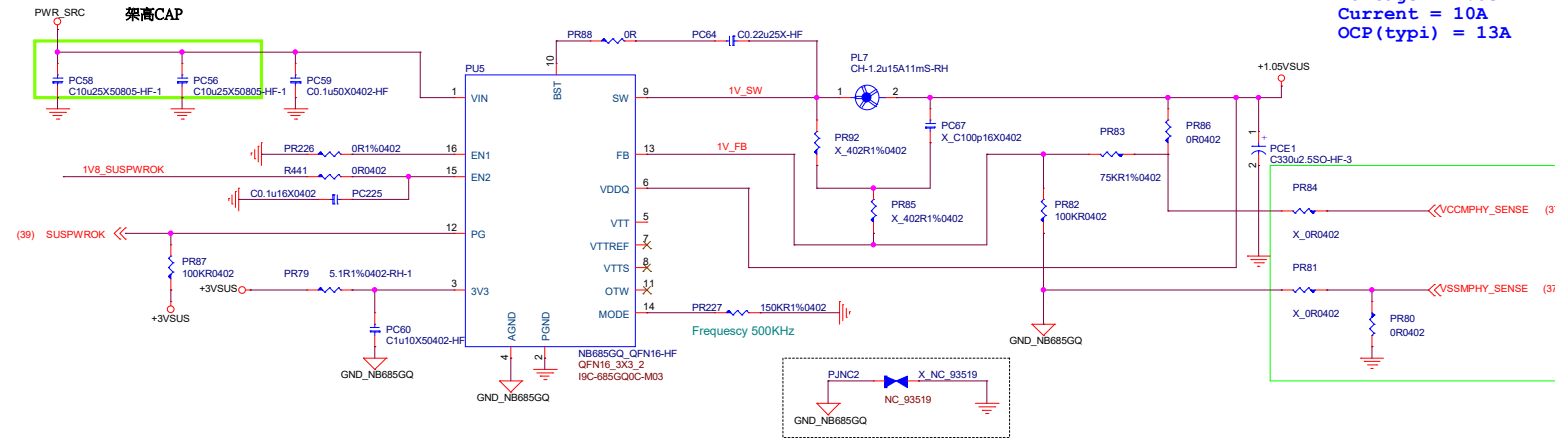 PWR_SRC
架高CAP
Current = 10A
OCP(typi) = 13A
PC58
C10u25X50805-HF-1
PC56
C10u25X50805-HF-1
PC59
C0.1u50X0402-HF
PR88
0R
PC64
C0.22u25X-HF
PU5
10
BST
1
VIN
SW
9
1V_SW
PL7
CH-1.2u15A11mS-RH
1
2
+1.05VSUS
PR226
0R1%0402
16
EN1
1V8_SUSPWROK
R441
0R0402
15
EN2
C0.1u16X0402
PC225
FB
13
1V_FB
VDDQ
6
VTT
5
VTTREF
7
VTTS
8
OTW
11
MODE
14
PR92
X_402R1%0402
PC67
X_C100p16X0402
PR85
X_402R1%0402
PR83
75KR1%0402
PR86
0R0402
PR82
100KR0402
1
+
2
PCE1
C330u2.5SO-HF-3
PR84
X_0R0402
VCCMPHY_SENSE
PR81
X_0R0402
VSSMPHY_SENSE
PR80
0R0402
(39)
SUSPWROK
12
PG
PR87
100KR0402
+3VSUS
+3VSUS
PR79
5.1R1%0402-RH-1
3
3V3
PC60
C1u10X50402-HF
GND_NB685GQ
AGND
4
GND_NB685GQ
PGND
2
NB685GQ_QFN16-HF
QFN16_3X3_2
I9C-685GQ0C-M03
PR227
150KR1%0402
Frequescy 500KHz
GND_NB685GQ
PJNC2
X_NC_93519
NC_93519
GND_NB685GQ